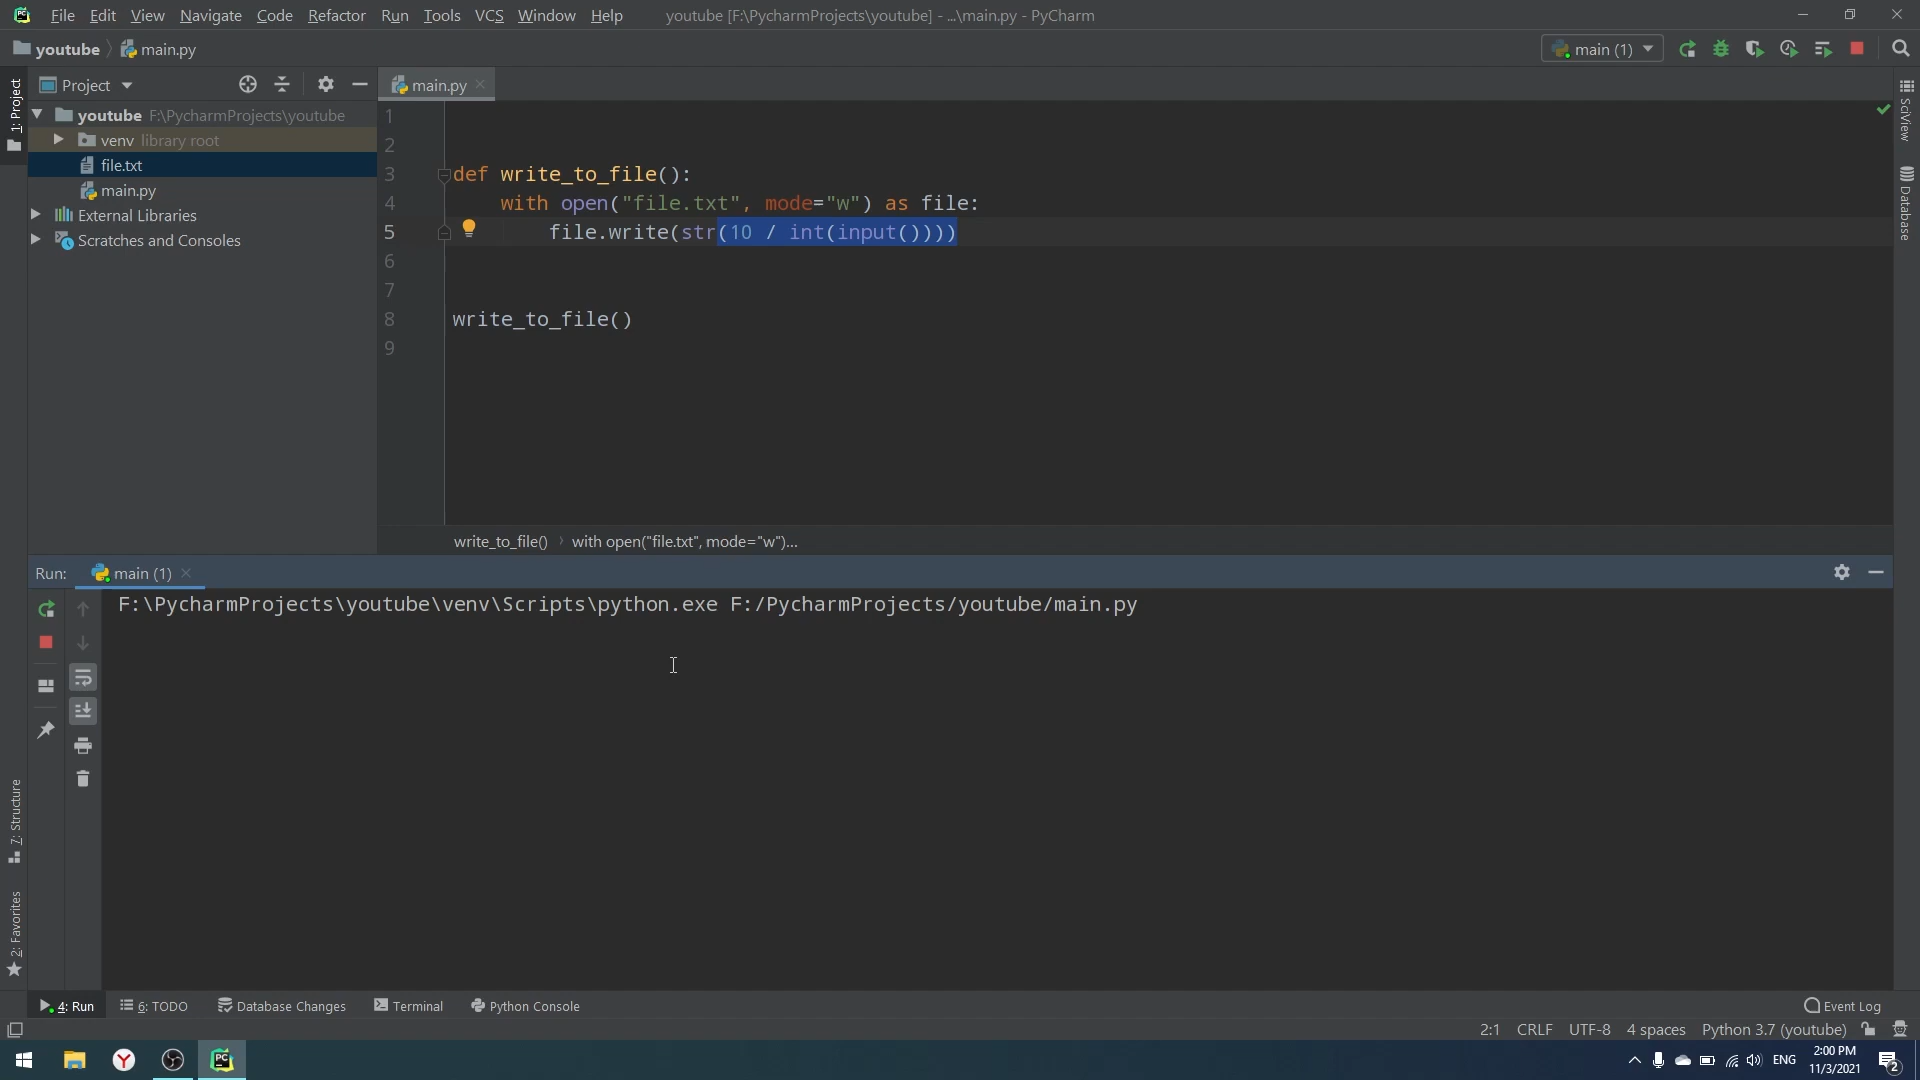 File Edit View Navigate Code Refactor Run Tools VCS Window Help youtube [F:\PycharmProjects\youtube] - ...\main.py - PyCharm
youtube main.py main (1)
Project main.py
1: Project
youtube F:\PycharmProjects\youtube
venv library root
file.txt
main.py
External Libraries
Scratches and Consoles
1
2
3 def write_to_file():
4 with open("file.txt", mode="w") as file:
5 file.write(str(10 / int(input())))
6
7
8 write_to_file()
9
write_to_file() › with open("file.txt", mode="w")...
SciView
Database
Run: main (1)
F:\PycharmProjects\youtube\venv\Scripts\python.exe F:/PycharmProjects/youtube/main.py
7: Structure
2: Favorites
4: Run 6: TODO Database Changes Terminal Python Console Event Log
2:1 CRLF UTF-8 4 spaces Python 3.7 (youtube)
ENG 2:00 PM
11/3/2021 2